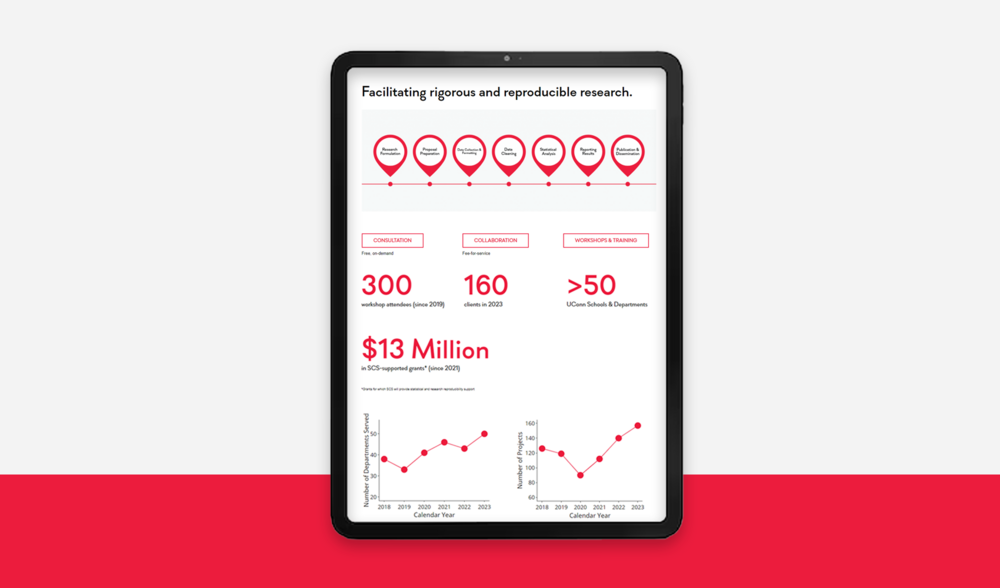 Facilitating rigorous and reproducible research.
Research
Formulation
Proposal
Preparation
Data Collection &
Formatting
Data
Cleaning
Statistical
Analysis
Reporting
Results
Publication &
Dissemination
CONSULTATION
Free, on-demand
COLLABORATION
Fee-for-service
WORKSHOPS & TRAINING
300
workshop attendees (since 2019)
160
clients in 2023
>50
UConn Schools & Departments
$13 Million
in SCS-supported grants* (since 2021)
*Grants for which SCS will provide statistical and research reproducibility support
Number of Departments Served
50
40
30
20
2018 2019 2020 2021 2022 2023
Calendar Year
Number of Projects
160
140
120
100
80
60
2018 2019 2020 2021 2022 2023
Calendar Year